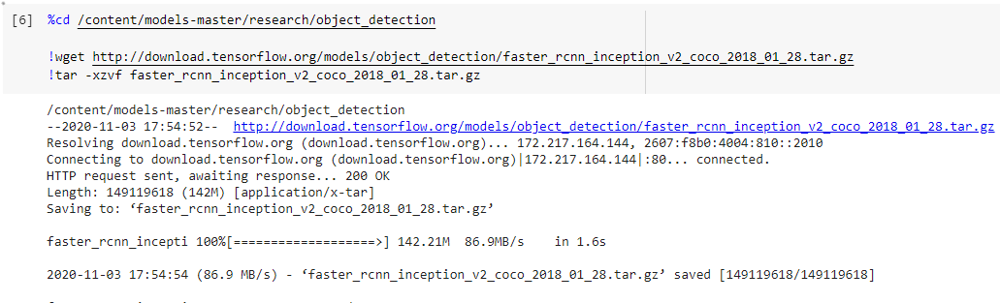 [6] %cd /content/models-master/research/object_detection
!wget http://download.tensorflow.org/models/object_detection/faster_rcnn_inception_v2_coco_2018_01_28.tar.gz
!tar -xzvf faster_rcnn_inception_v2_coco_2018_01_28.tar.gz
/content/models-master/research/object_detection
--2020-11-03 17:54:52--  http://download.tensorflow.org/models/object_detection/faster_rcnn_inception_v2_coco_2018_01_28.tar.gz
Resolving download.tensorflow.org (download.tensorflow.org)... 172.217.164.144, 2607:f8b0:4004:810::2010
Connecting to download.tensorflow.org (download.tensorflow.org)|172.217.164.144|:80... connected.
HTTP request sent, awaiting response... 200 OK
Length: 149119618 (142M) [application/x-tar]
Saving to: ‘faster_rcnn_inception_v2_coco_2018_01_28.tar.gz’
faster_rcnn_incepti 100%[===================>] 142.21M  86.9MB/s    in 1.6s
2020-11-03 17:54:54 (86.9 MB/s) - ‘faster_rcnn_inception_v2_coco_2018_01_28.tar.gz’ saved [149119618/149119618]